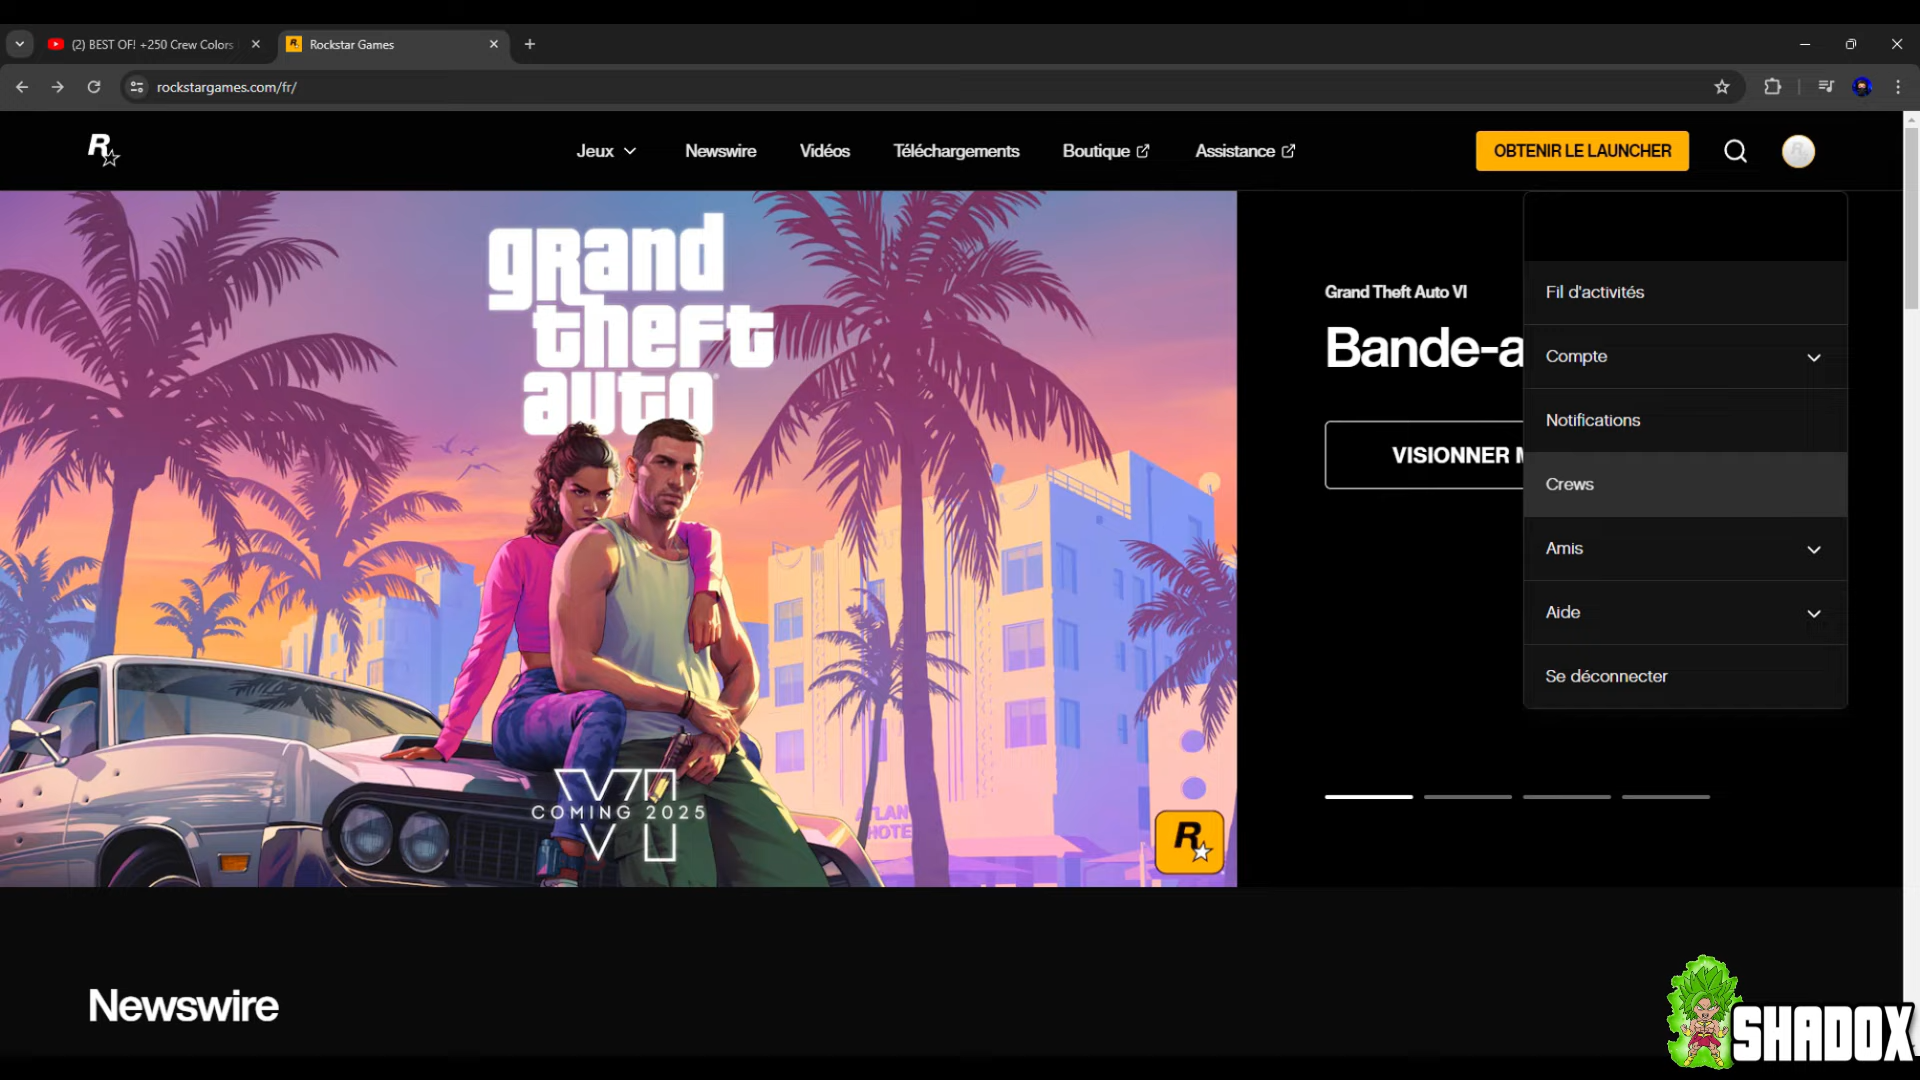 (2) BEST OF! +250 Crew Colors
Rockstar Games
rockstargames.com/fr/
Jeux
Newswire
Vidéos
Téléchargements
Boutique
Assistance
OBTENIR LE LAUNCHER
grand
theft
auto
VI
COMING 2025
R
Grand Theft Auto VI
Bande-a
VISIONNER M
Fil d'activités
Compte
Notifications
Crews
Amis
Aide
Se déconnecter
Newswire
SHADOX